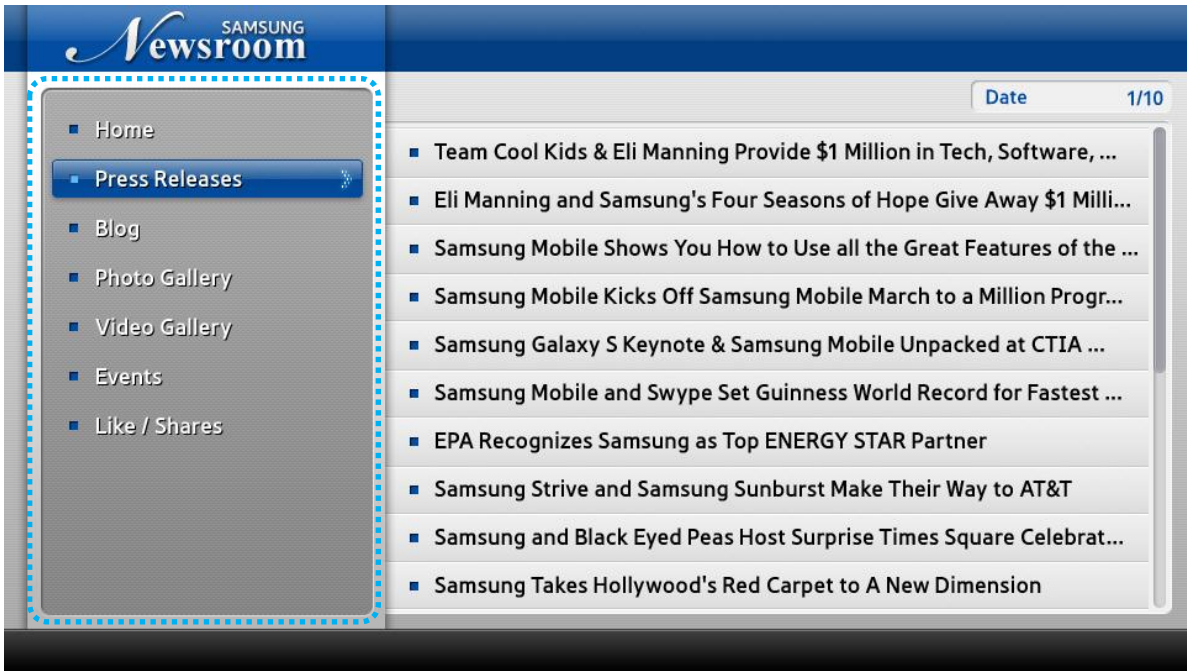 SAMSUNG
Newsroom
Home
Press Releases
Blog
Photo Gallery
Video Gallery
Events
Like / Shares
Date 1/10
Team Cool Kids & Eli Manning Provide $1 Million in Tech, Software, ...
Eli Manning and Samsung's Four Seasons of Hope Give Away $1 Milli...
Samsung Mobile Shows You How to Use all the Great Features of the ...
Samsung Mobile Kicks Off Samsung Mobile March to a Million Progr...
Samsung Galaxy S Keynote & Samsung Mobile Unpacked at CTIA ...
Samsung Mobile and Swype Set Guinness World Record for Fastest ...
EPA Recognizes Samsung as Top ENERGY STAR Partner
Samsung Strive and Samsung Sunburst Make Their Way to AT&T
Samsung and Black Eyed Peas Host Surprise Times Square Celebrat...
Samsung Takes Hollywood's Red Carpet to A New Dimension